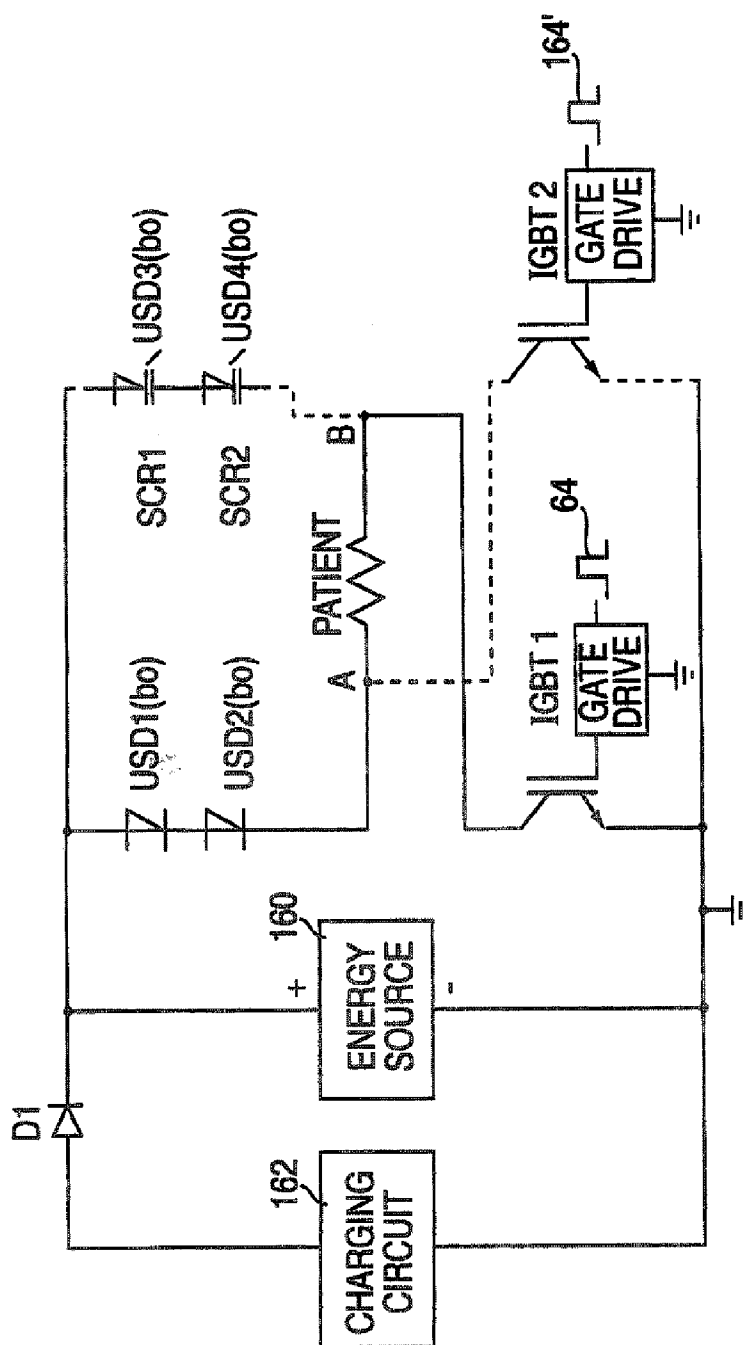 D1
162
CHARGING
CIRCUIT
160
+
ENERGY
SOURCE
-
USD1(bo)
USD2(bo)
SCR1
USD3(bo)
SCR2
USD4(bo)
A
PATIENT
B
IGBT 1
GATE
DRIVE
64
IGBT 2
GATE
DRIVE
164'